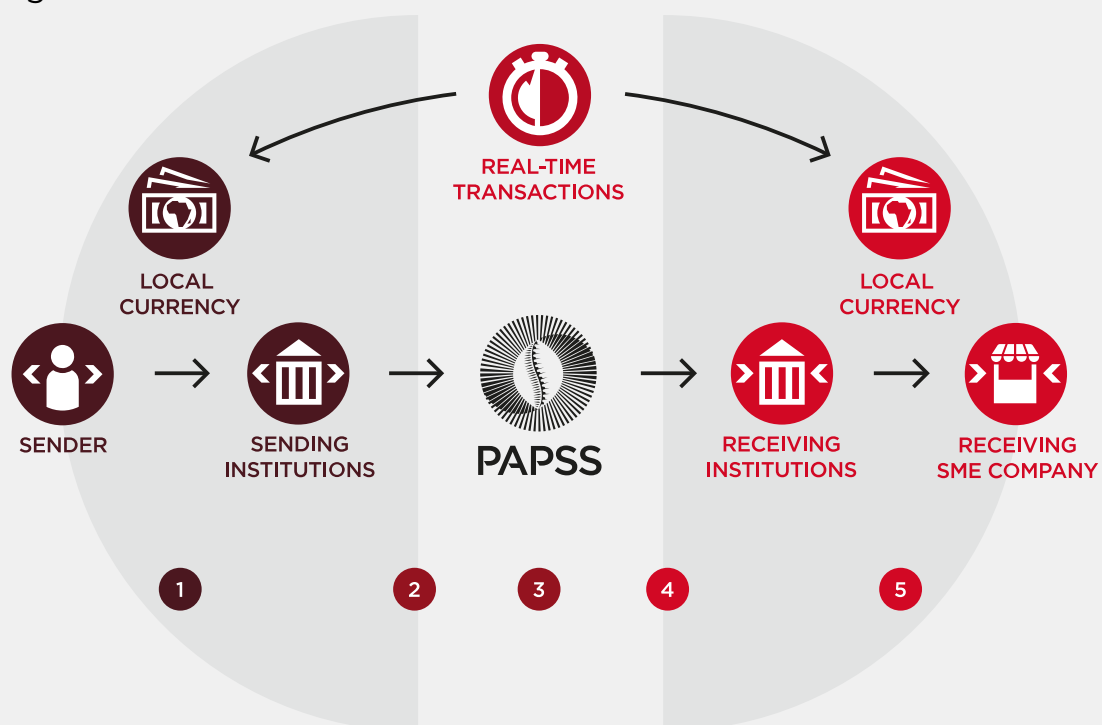 REAL-TIME
TRANSACTIONS
LOCAL
CURRENCY
LOCAL
CURRENCY
SENDER
SENDING
INSTITUTIONS
PAPSS
RECEIVING
INSTITUTIONS
RECEIVING
SME COMPANY
1
2
3
4
5